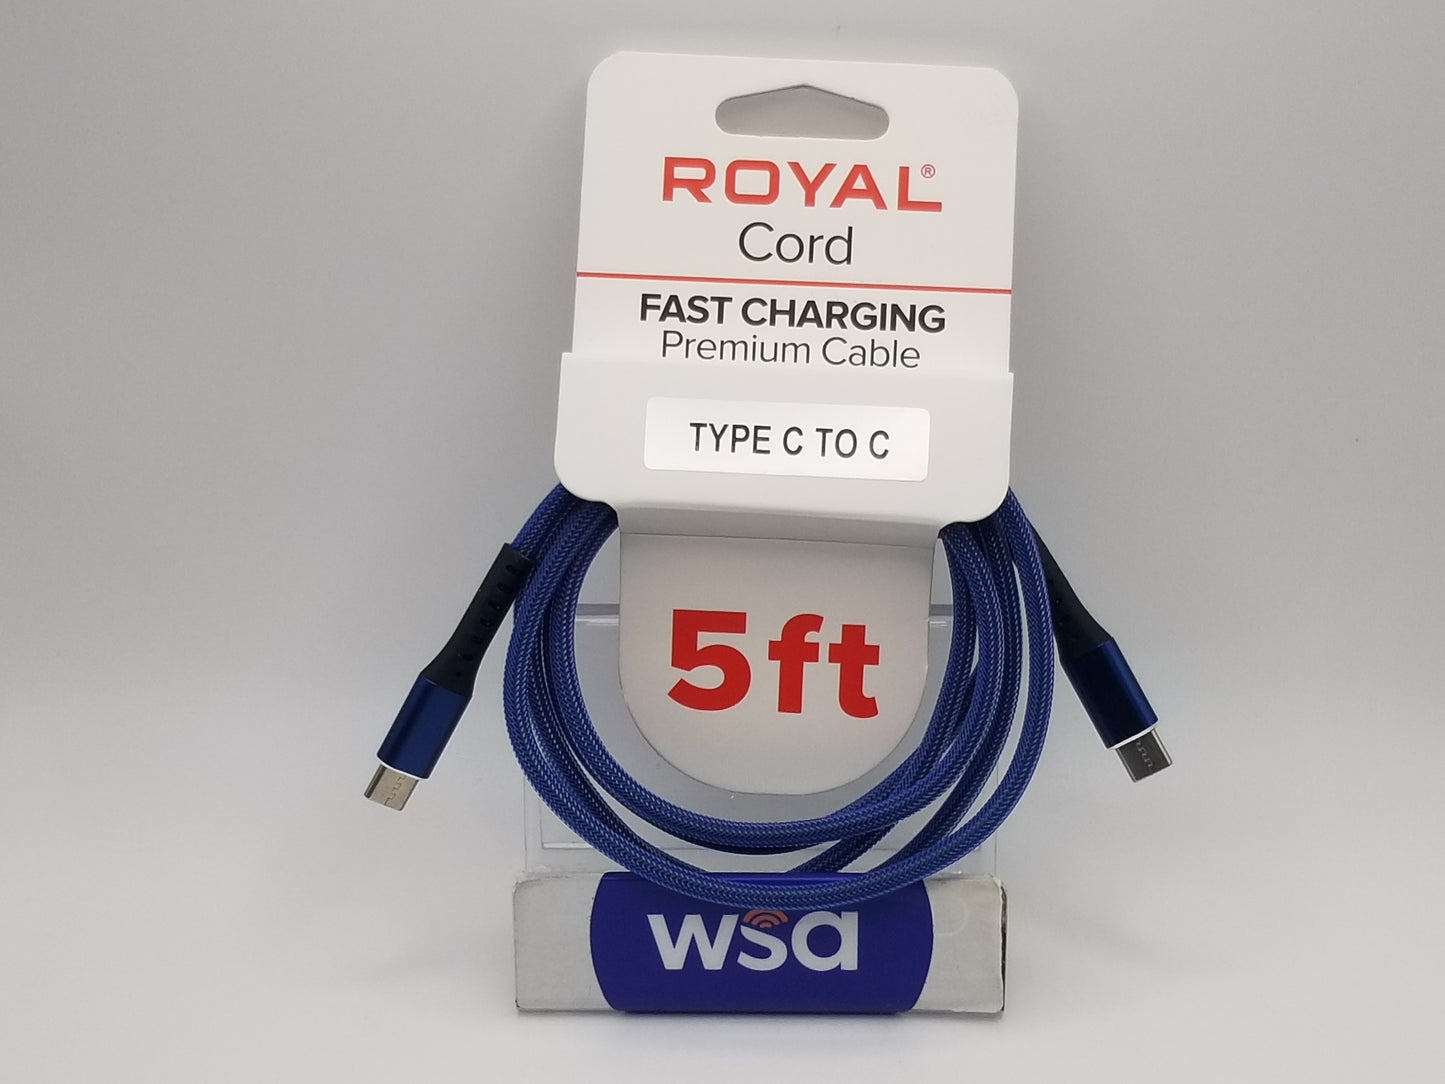 ROYAL®
Cord
FAST CHARGING
Premium Cable
TYPE C TO C
5ft
wsa